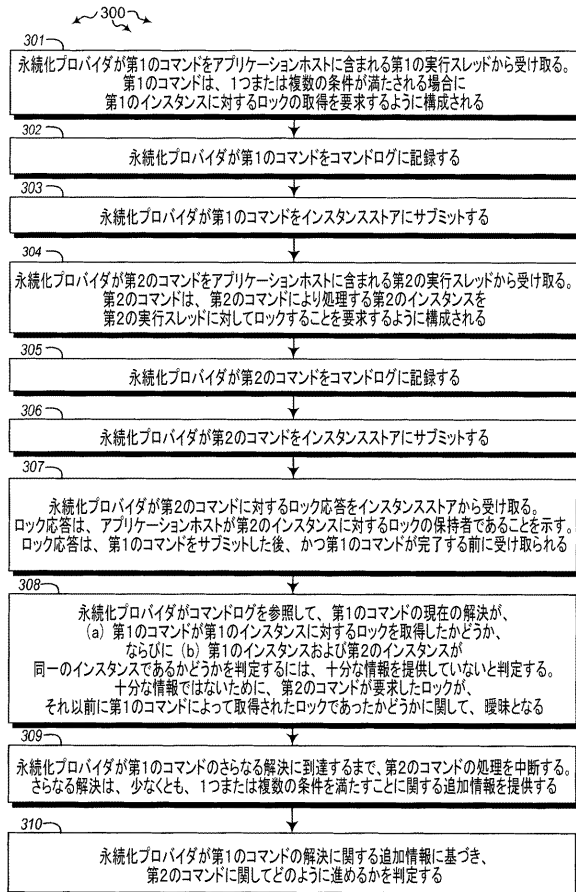 300
301
永続化プロバイダが第1のコマンドをアプリケーションホストに含まれる第1の実行スレッドから受け取る。
第1のコマンドは、1つまたは複数の条件が満たされる場合に
第1のインスタンスに対するロックの取得を要求するように構成される
302
永続化プロバイダが第1のコマンドをコマンドログに記録する
303
永続化プロバイダが第1のコマンドをインスタンスストアにサブミットする
304
永続化プロバイダが第2のコマンドをアプリケーションホストに含まれる第2の実行スレッドから受け取る。
第2のコマンドは、第2のコマンドにより処理する第2のインスタンスを
第2の実行スレッドに対してロックすることを要求するように構成される
305
永続化プロバイダが第2のコマンドをコマンドログに記録する
306
永続化プロバイダが第2のコマンドをインスタンスストアにサブミットする
307
永続化プロバイダが第2のコマンドに対するロック応答をインスタンスストアから受け取る。
ロック応答は、アプリケーションホストが第2のインスタンスに対するロックの保持者であることを示す。
ロック応答は、第1のコマンドをサブミットした後、かつ第1のコマンドが完了する前に受け取られる
308
永続化プロバイダがコマンドログを参照して、第1のコマンドの現在の解決が、
(a) 第1のコマンドが第1のインスタンスに対するロックを取得したかどうか、
ならびに (b) 第1のインスタンスおよび第2のインスタンスが
同一のインスタンスであるかどうかを判定するには、十分な情報を提供していないと判定する。
十分な情報ではないために、第2のコマンドが要求したロックが、
それ以前に第1のコマンドによって取得されたロックであったかどうかに関して、曖昧となる
309
永続化プロバイダが第1のコマンドのさらなる解決に到達するまで、第2のコマンドの処理を中断する。
さらなる解決は、少なくとも、1つまたは複数の条件を満たすことに関する追加情報を提供する
310
永続化プロバイダが第1のコマンドの解決に関する追加情報に基づき、
第2のコマンドに関してどのように進めるかを判定する